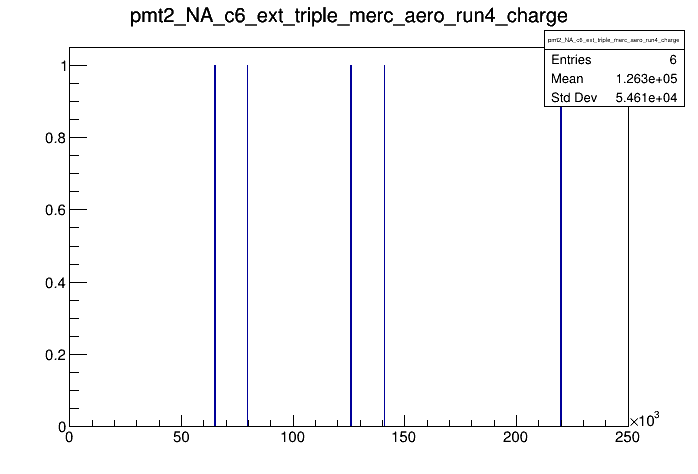 pmt2_NA_c6_ext_triple_merc_aero_run4_charge
pmt2_NA_c6_ext_triple_merc_aero_run4_charge
Entries 6
Mean 1.263e+05
Std Dev 5.461e+04
1
0.8
0.6
0.4
0.2
0
0 50 100 150 200 250
×10³